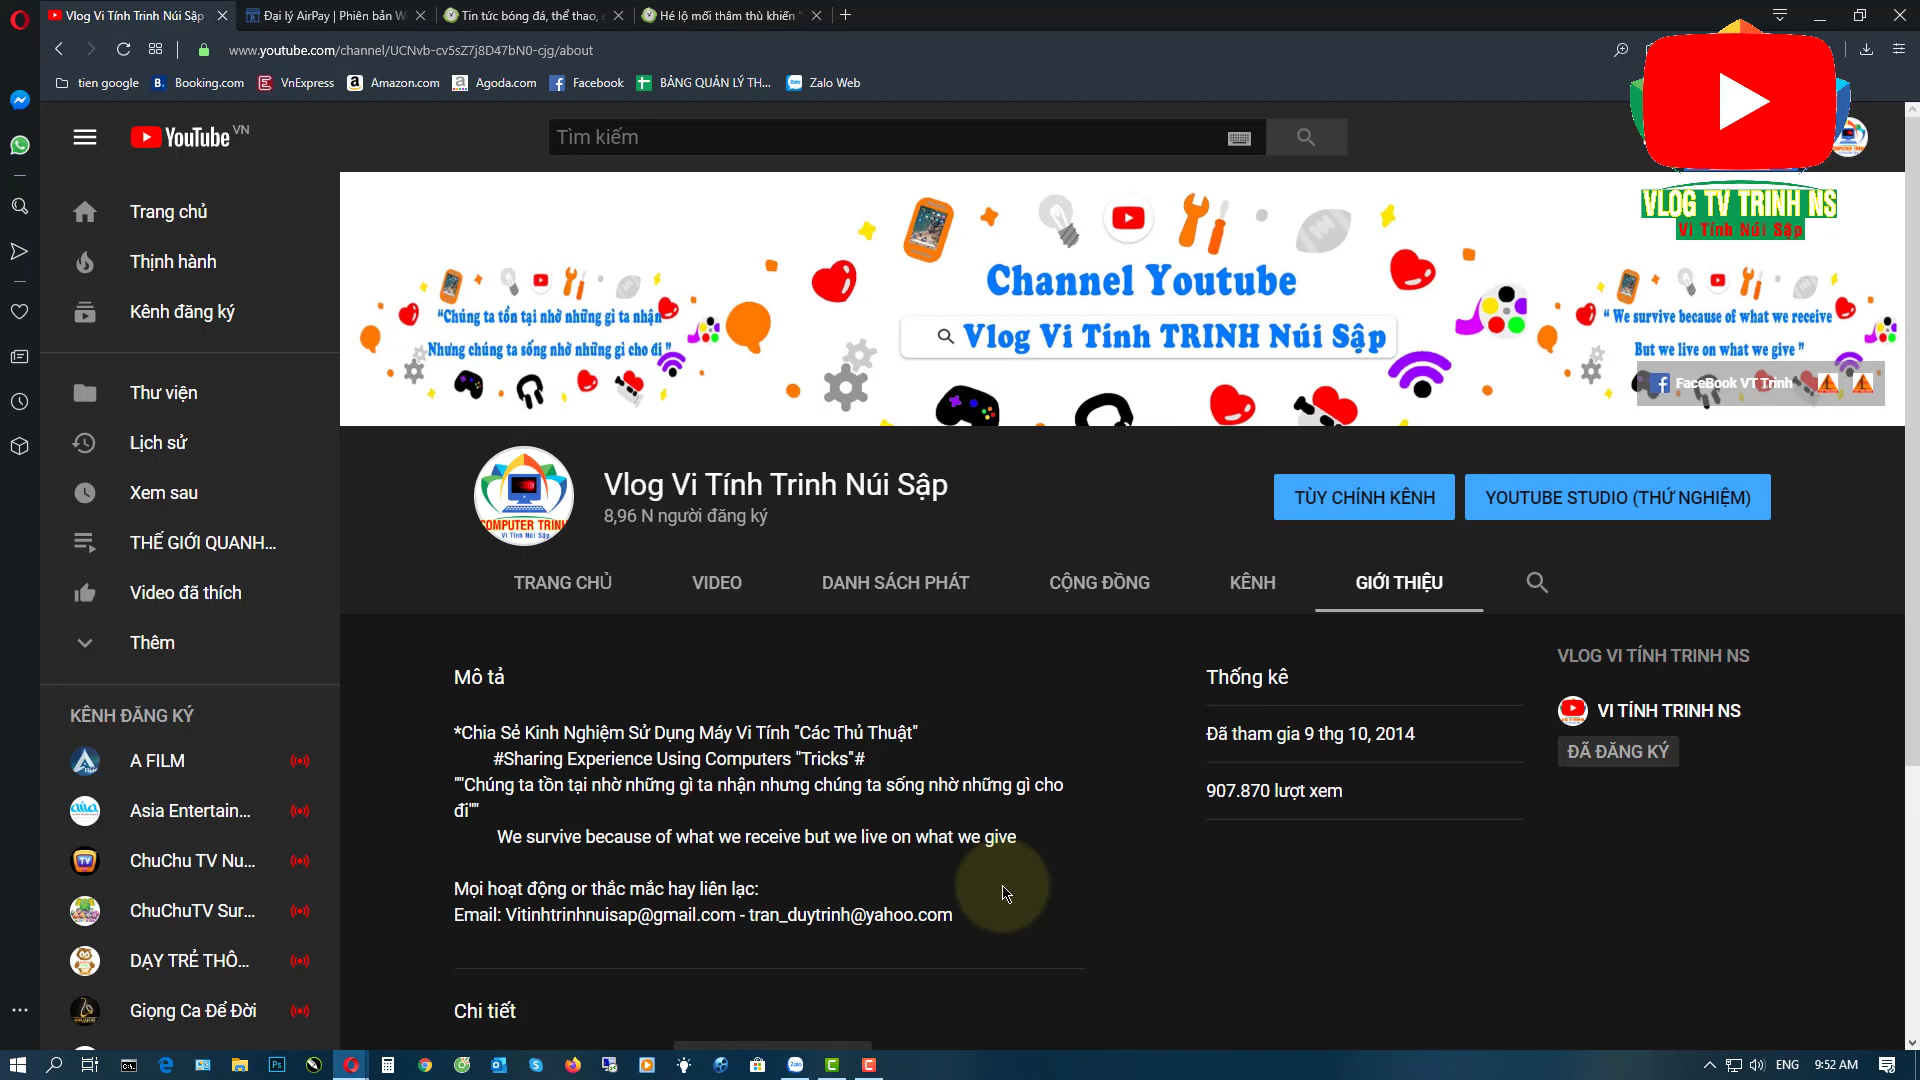 Vlog Vi Tính Trinh Núi Sập
Đại lý AirPay | Phiên bản W
Tin tức bóng đá, thể thao,
Hé lộ mối thâm thù khiến
www.youtube.com/channel/UCNvb-cv5sZ7j8D47bN0-cjg/about
tien google
Booking.com
VnExpress
Amazon.com
Agoda.com
Facebook
BẢNG QUẢN LÝ TH...
Zalo Web
YouTube VN
Tìm kiếm
VLOG TV TRINH NS
Vi Tính Núi Sập
Trang chủ
Thịnh hành
Kênh đăng ký
Thư viện
Lịch sử
Xem sau
THẾ GIỚI QUANH...
Video đã thích
Thêm
KÊNH ĐĂNG KÝ
A FILM
Asia Entertain...
ChuChu TV Nu...
ChuChuTV Sur...
DẠY TRẺ THÔ...
Giọng Ca Để Đời
"Chúng ta tồn tại nhờ những gì ta nhận
Nhưng chúng ta sống nhờ những gì cho đi"
Channel Youtube
Vlog Vi Tính TRINH Núi Sập
"We survive because of what we receive
But we live on what we give"
FaceBook VT Trinh
COMPUTER TRINH
Vi Tính Núi Sập
Vlog Vi Tính Trinh Núi Sập
8,96 N người đăng ký
TÙY CHỈNH KÊNH
YOUTUBE STUDIO (THỬ NGHIỆM)
TRANG CHỦ
VIDEO
DANH SÁCH PHÁT
CỘNG ĐỒNG
KÊNH
GIỚI THIỆU
Mô tả
*Chia Sẻ Kinh Nghiệm Sử Dụng Máy Vi Tính "Các Thủ Thuật"
#Sharing Experience Using Computers "Tricks"#
""Chúng ta tồn tại nhờ những gì ta nhận nhưng chúng ta sống nhờ những gì cho
đi""
We survive because of what we receive but we live on what we give
Mọi hoạt động or thắc mắc hay liên lạc:
Email: Vitinhtrinhnuisap@gmail.com - tran_duytrinh@yahoo.com
Chi tiết
Thống kê
Đã tham gia 9 thg 10, 2014
907.870 lượt xem
VLOG VI TÍNH TRINH NS
VI TÍNH TRINH NS
ĐÃ ĐĂNG KÝ
ENG
9:52 AM